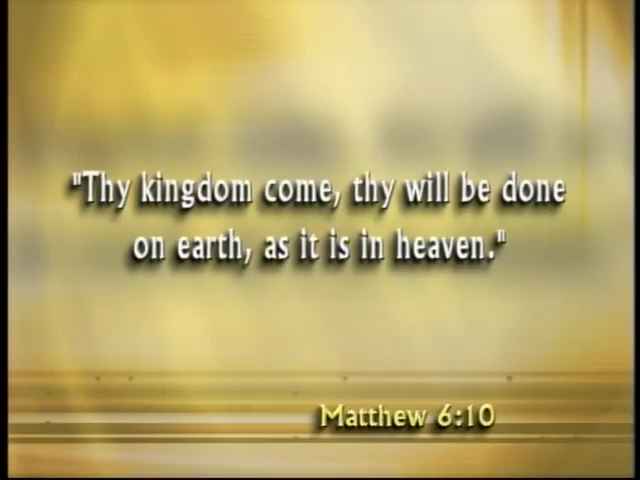 "Thy kingdom come, thy will be done
on earth, as it is in heaven."
Matthew 6:10